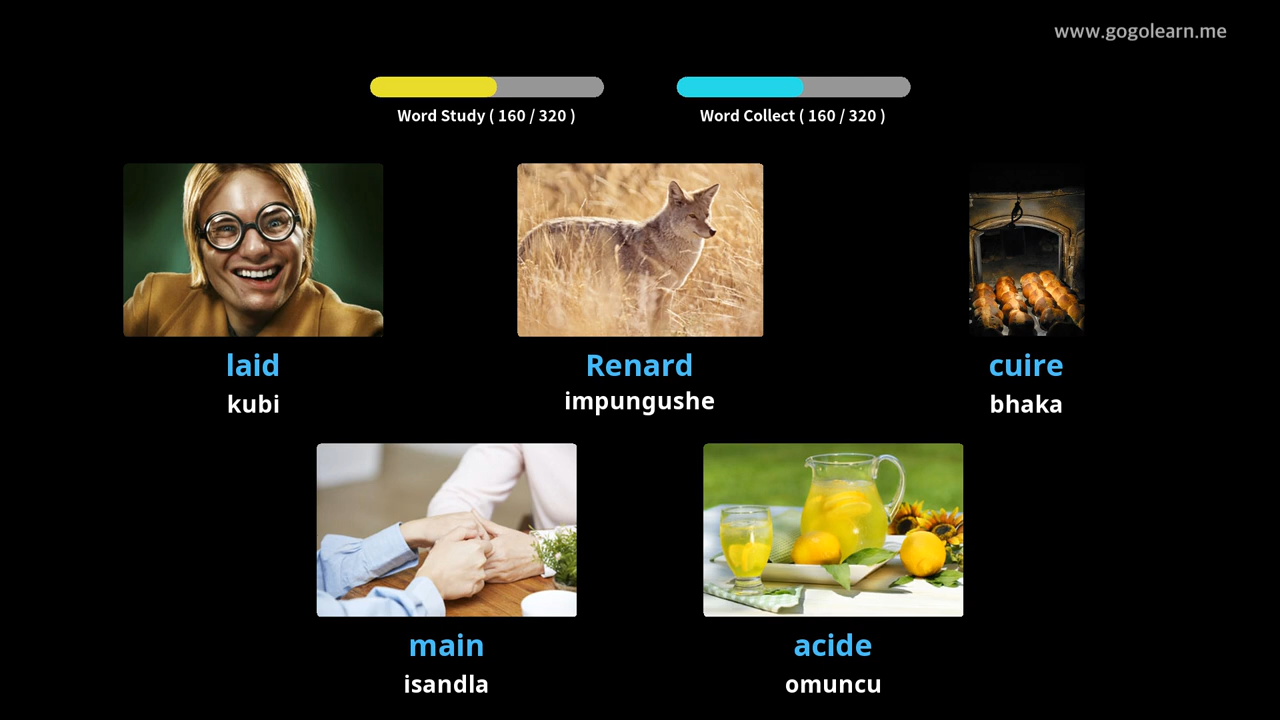 www.gogolearn.me
Word Study ( 160 / 320 )
Word Collect ( 160 / 320 )
laid
kubi
Renard
impungushe
cuire
bhaka
main
isandla
acide
omuncu